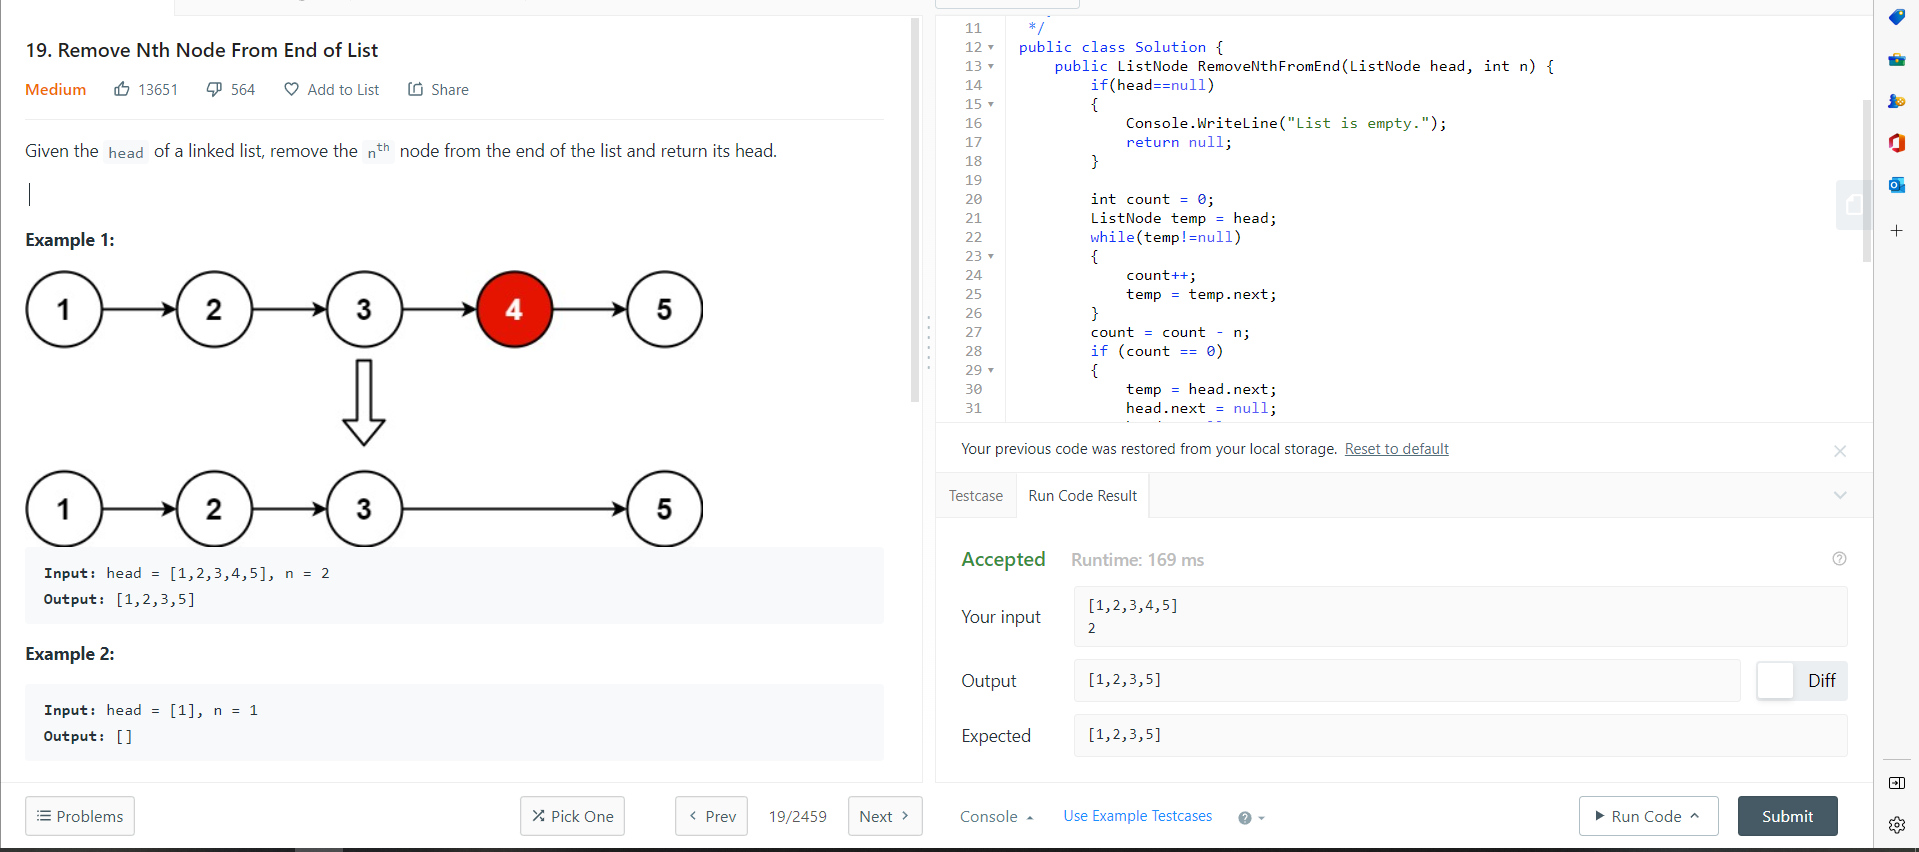 19. Remove Nth Node From End of List
Medium 13651 564 Add to List Share
Given the head of a linked list, remove the nth node from the end of the list and return its head.
Example 1:
1 2 3 4 5
1 2 3 5
Input: head = [1,2,3,4,5], n = 2
Output: [1,2,3,5]
Example 2:
Input: head = [1], n = 1
Output: []
Problems Pick One Prev 19/2459 Next
11 */
12 public class Solution {
13 public ListNode RemoveNthFromEnd(ListNode head, int n) {
14 if(head==null)
15 {
16 Console.WriteLine("List is empty.");
17 return null;
18 }
19
20 int count = 0;
21 ListNode temp = head;
22 while(temp!=null)
23 {
24 count++;
25 temp = temp.next;
26 }
27 count = count - n;
28 if (count == 0)
29 {
30 temp = head.next;
31 head.next = null;
Your previous code was restored from your local storage. Reset to default
Testcase Run Code Result
Accepted Runtime: 169 ms
Your input
[1,2,3,4,5]
2
Output [1,2,3,5] Diff
Expected [1,2,3,5]
Console Use Example Testcases Run Code Submit